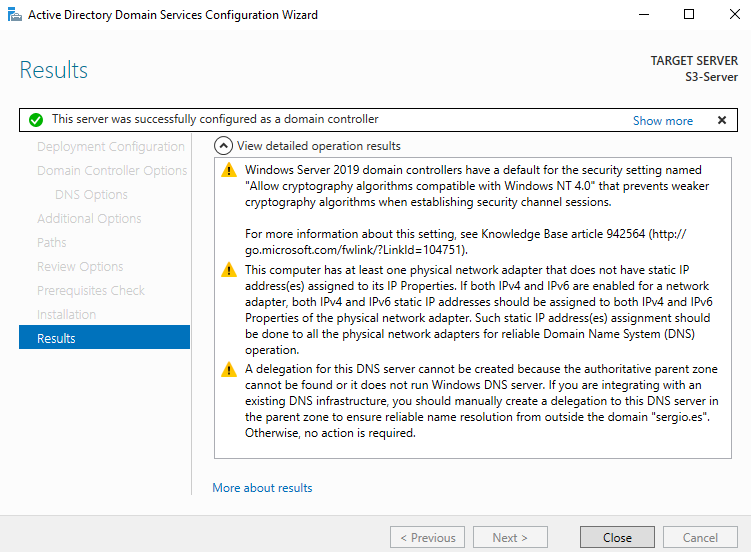 Active Directory Domain Services Configuration Wizard
Results
TARGET SERVER
S3-Server
This server was successfully configured as a domain controller
Show more
Deployment Configuration
Domain Controller Options
DNS Options
Additional Options
Paths
Review Options
Prerequisites Check
Installation
Results
View detailed operation results
Windows Server 2019 domain controllers have a default for the security setting named
"Allow cryptography algorithms compatible with Windows NT 4.0" that prevents weaker
cryptography algorithms when establishing security channel sessions.
For more information about this setting, see Knowledge Base article 942564 (http://
go.microsoft.com/fwlink/?LinkId=104751).
This computer has at least one physical network adapter that does not have static IP
address(es) assigned to its IP Properties. If both IPv4 and IPv6 are enabled for a network
adapter, both IPv4 and IPv6 static IP addresses should be assigned to both IPv4 and IPv6
Properties of the physical network adapter. Such static IP address(es) assignment should
be done to all the physical network adapters for reliable Domain Name System (DNS)
operation.
A delegation for this DNS server cannot be created because the authoritative parent zone
cannot be found or it does not run Windows DNS server. If you are integrating with an
existing DNS infrastructure, you should manually create a delegation to this DNS server in
the parent zone to ensure reliable name resolution from outside the domain "sergio.es".
Otherwise, no action is required.
More about results
< Previous
Next >
Close
Cancel